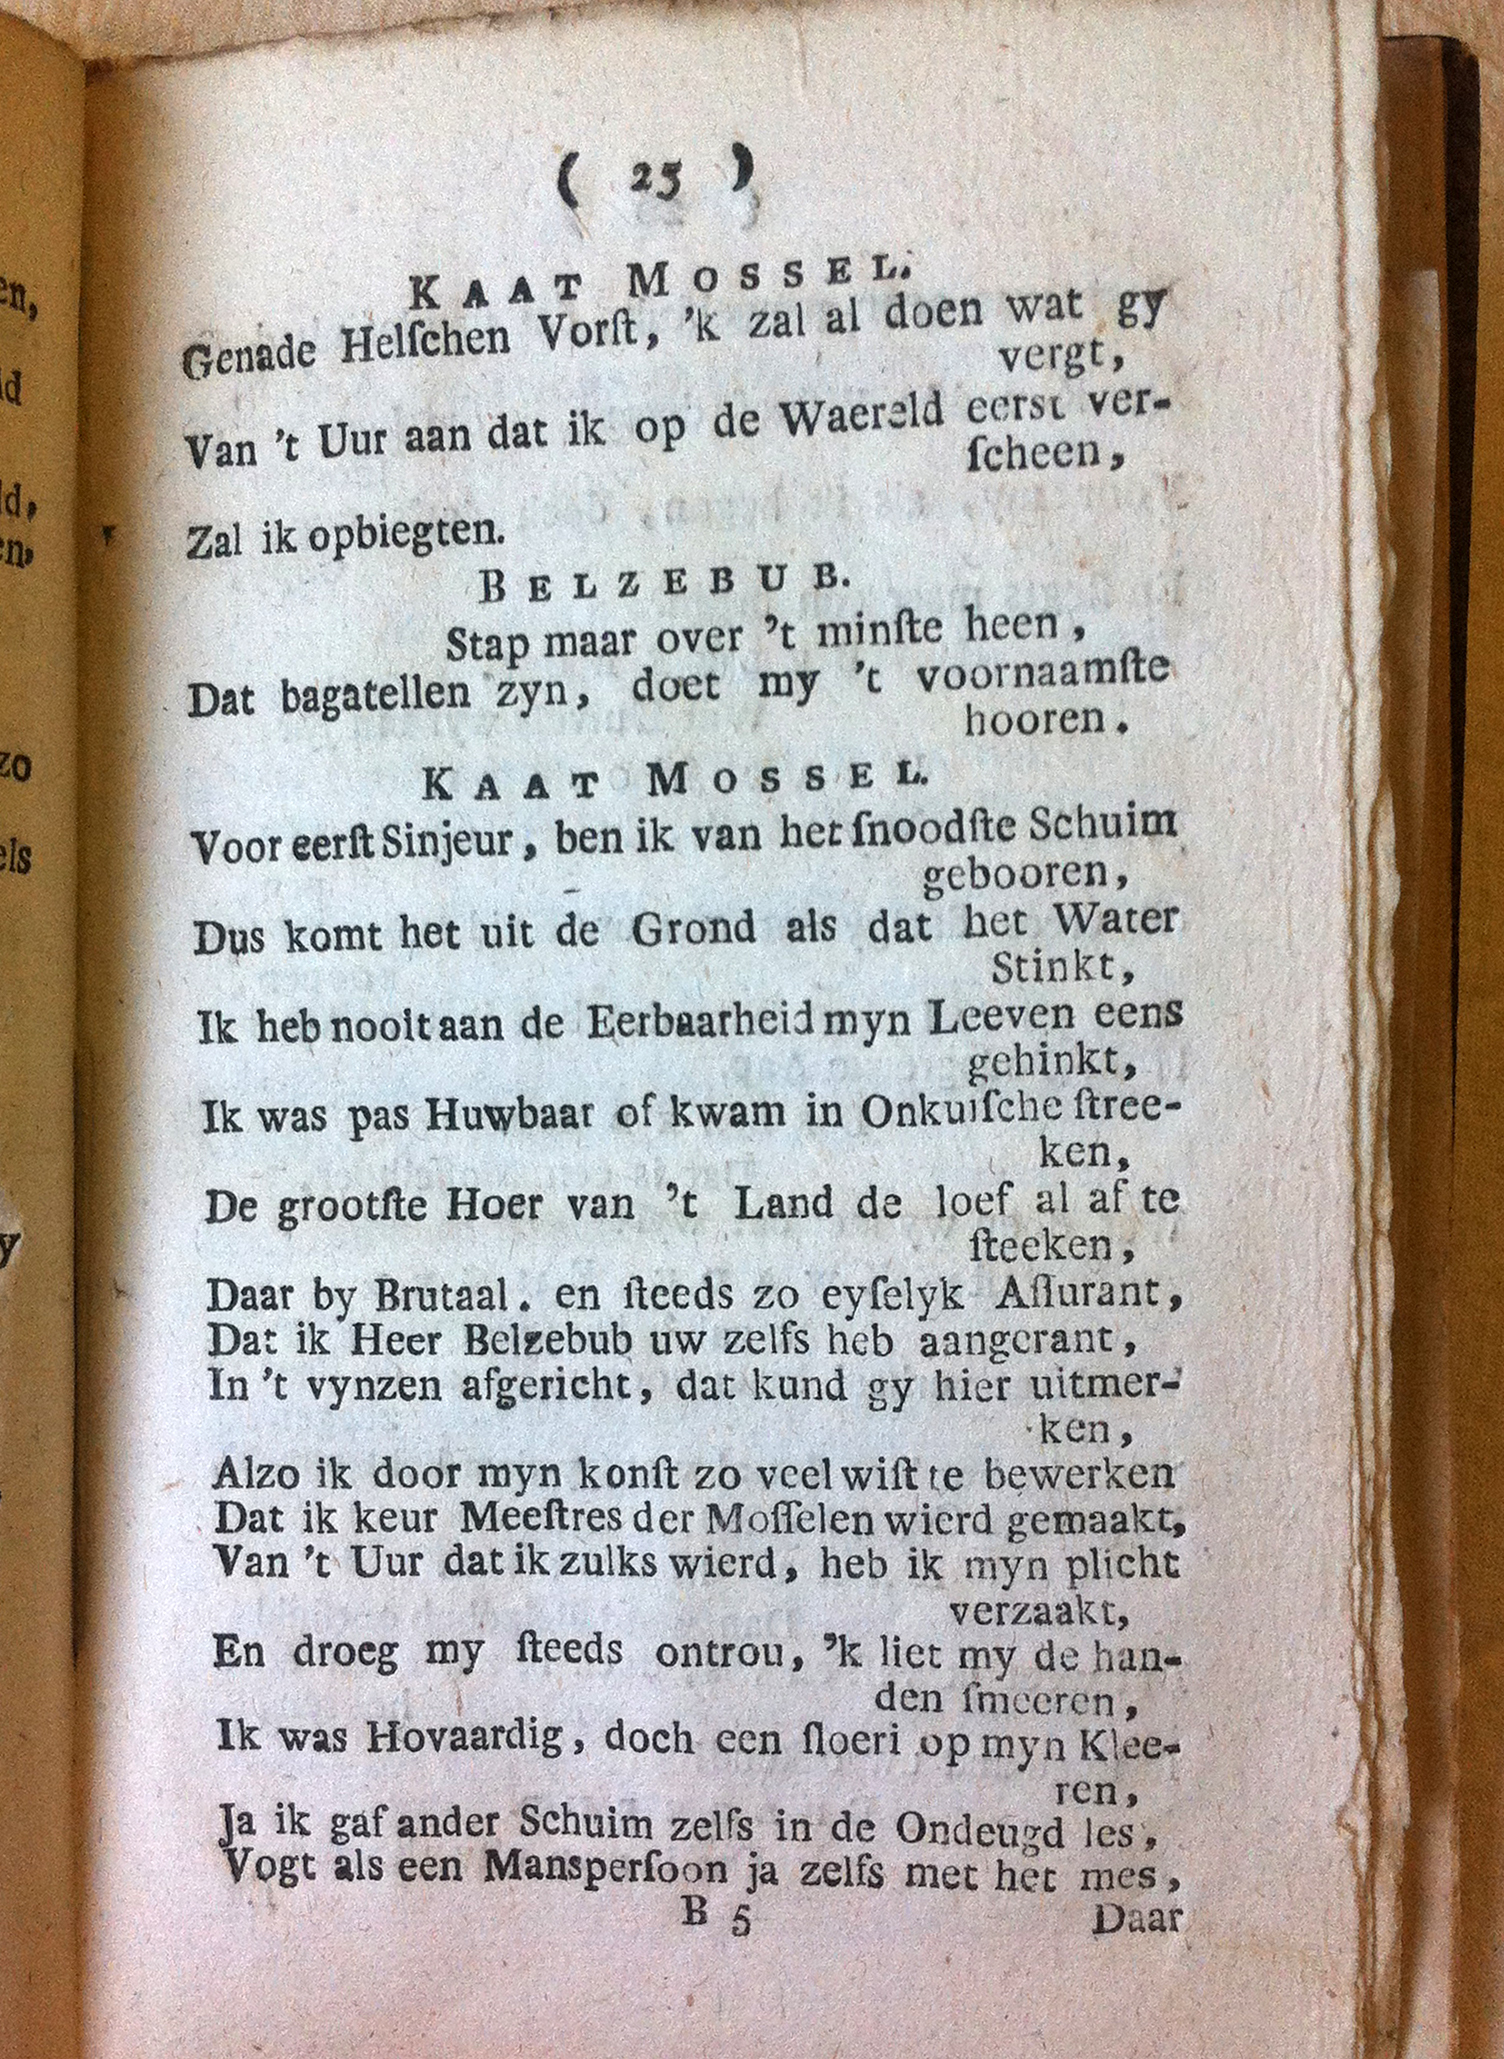 ( 25 )
KAAT MOSSEL.
Genade Helſchen Vorſt, 'k zal al doen wat gy
vergt,
Van 't Uur aan dat ik op de Waereld eerst ver-
ſcheen,
Zal ik opbiegten.
BELZEBUB.
Stap maar over 't minſte heen,
Dat bagatellen zyn, doet my 't voornaamſte
hooren.
KAAT MOSSEL.
Voor eerſt Sinjeur, ben ik van het ſnoodſte Schuim
gebooren,
Dus komt het uit de Grond als dat het Water
Stinkt,
Ik heb nooit aan de Eerbaarheid myn Leeven eens
gehinkt,
Ik was pas Huwbaar of kwam in Onkuiſche ſtree-
ken,
De grootſte Hoer van 't Land de loef al af te
ſteeken,
Daar by Brutaal. en ſteeds zo eyſelyk Aſſurant,
Dat ik Heer Belzebub uw zelfs heb aangerant,
In 't vynzen afgericht, dat kund gy hier uitmer-
ken,
Alzo ik door myn konſt zo veel wiſt te bewerken
Dat ik keur Meeſtres der Moſſelen wierd gemaakt,
Van 't Uur dat ik zulks wierd, heb ik myn plicht
verzaakt,
En droeg my ſteeds ontrou, 'k liet my de han-
den ſmeeren,
Ik was Hovaardig, doch een ſloeri op myn Klee-
ren,
Ja ik gaf ander Schuim zelfs in de Ondeugd les,
Vogt als een Mansperſoon ja zelfs met het mes,
B 5 Daar
en,
ld
ld,
en,
zo
els
y